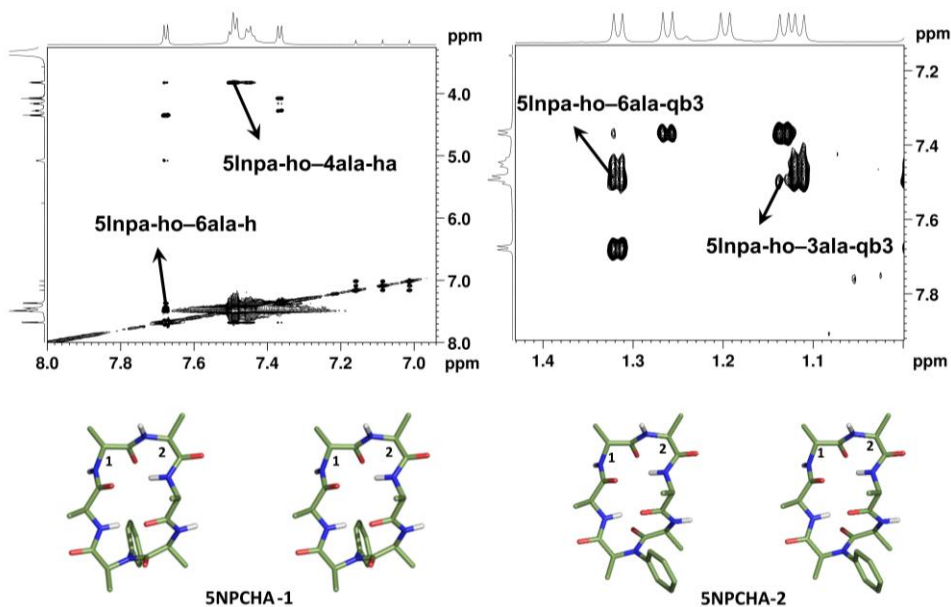 ppm
4.0
5.0
6.0
7.0
8.0
5lnpa-ho–4ala-ha
5lnpa-ho–6ala-h
8.0 7.8 7.6 7.4 7.2 7.0 ppm
ppm
7.2
7.4
7.6
7.8
5lnpa-ho–6ala-qb3
5lnpa-ho–3ala-qb3
1.4 1.3 1.2 1.1 ppm
1 2 1 2 1 2 1 2
5NPCHA-1 5NPCHA-2